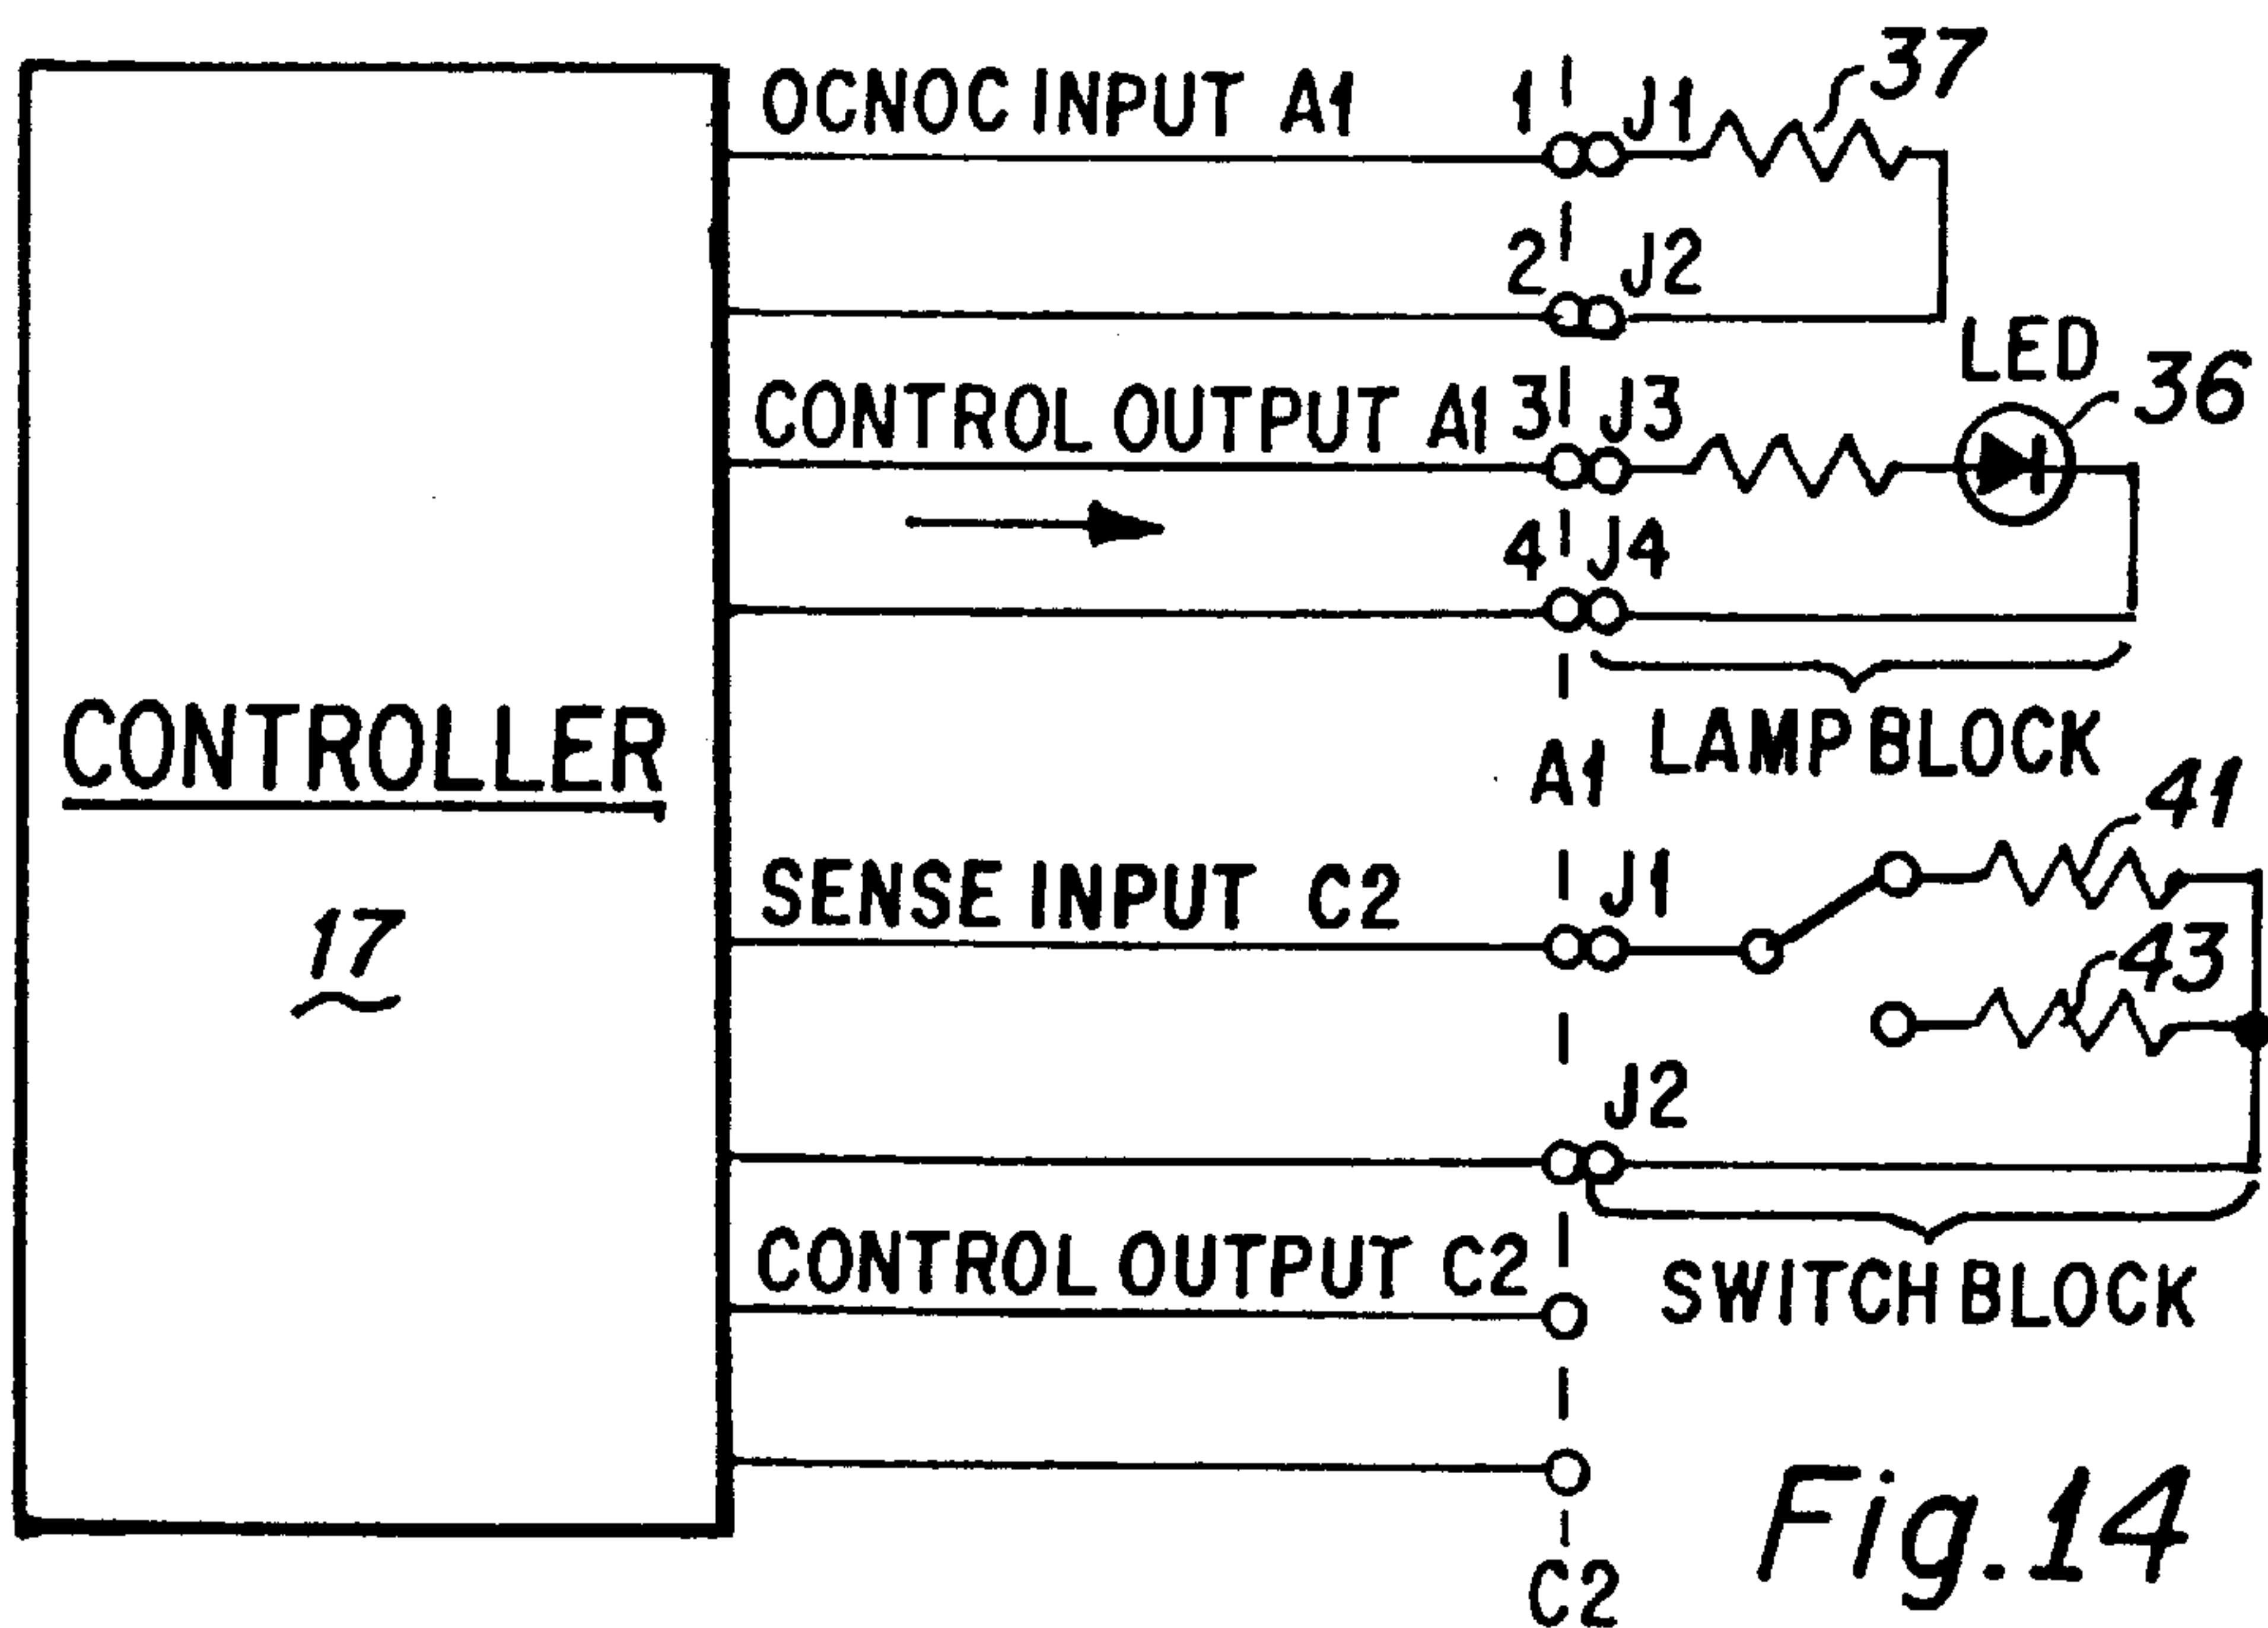 OCNOC INPUT A1 1 J1 37
2 J2
LED 36
CONTROL OUTPUT A1 3 J3
4 J4
LAMP BLOCK
A1
CONTROLLER
17
41
SENSE INPUT C2 J1
43
J2
CONTROL OUTPUT C2
SWITCH BLOCK
C2
Fig.14